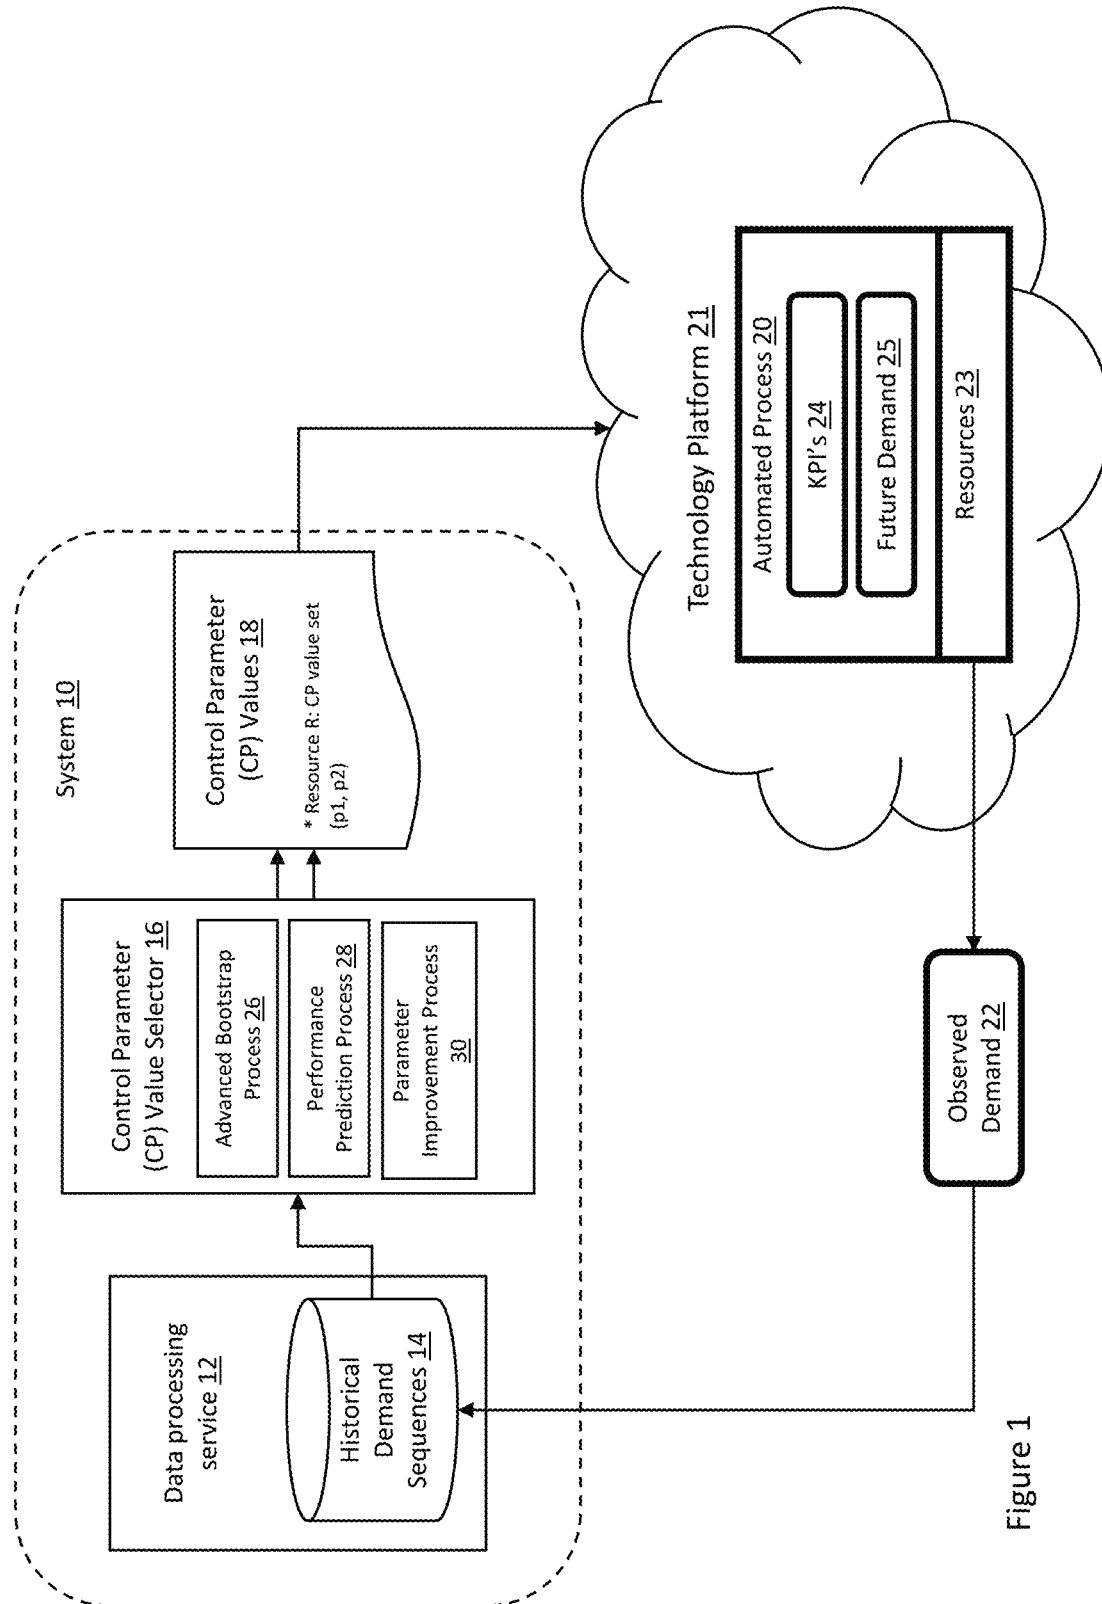 System 10
Data processing
service 12
Historical
Demand
Sequences 14
Control Parameter
(CP) Value Selector 16
Advanced Bootstrap
Process 26
Performance
Prediction Process 28
Parameter
Improvement Process
30
Control Parameter
(CP) Values 18
* Resource R: CP value set
(p1, p2)
Technology Platform 21
Automated Process 20
KPI's 24
Future Demand 25
Resources 23
Observed
Demand 22
Figure 1